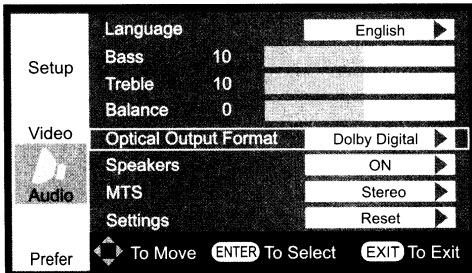 Setup
Video
Audio
Prefer
Language English
Bass 10
Treble 10
Balance 0
Optical Output Format Dolby Digital
Speakers ON
MTS Stereo
Settings Reset
To Move ENTER To Select EXIT To Exit